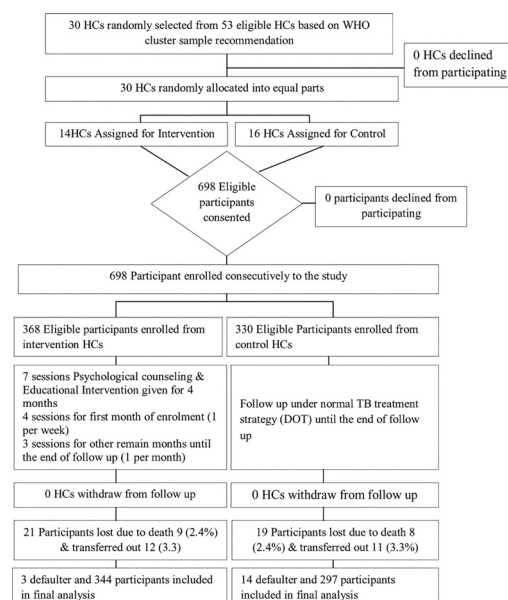 30 HCs randomly selected from 53 eligible HCs based on WHO
cluster sample recommendation
0 HCs declined
from participating
30 HCs randomly allocated into equal parts
14HCs Assigned for Intervention
16 HCs Assigned for Control
698 Eligible
participants
consented
0 participants declined from
participating
698 Participant enrolled consecutively to the study
368 Eligible participants enrolled from
intervention HCs
330 Eligible Participants enrolled from
control HCs
7 sessions Psychological counseling &
Educational Intervention given for 4
months
4 sessions for first month of enrolment (1
per week)
3 sessions for other remain months until
the end of follow up (1 per month)
Follow up under normal TB treatment
strategy (DOT) until the end of follow
up
0 HCs withdraw from follow up
0 HCs withdraw from follow up
21 Participants lost due to death 9 (2.4%)
& transferred out 12 (3.3)
19 Participants lost due to death 8
(2.4%) & transferred out 11 (3.3%)
3 defaulter and 344 participants included
in final analysis
14 defaulter and 297 participants
included in final analysis